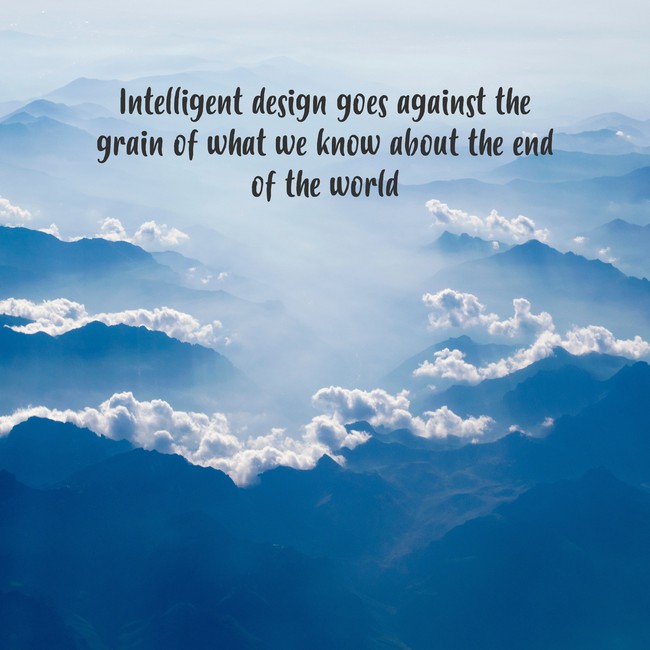 Intelligent design goes against the
grain of what we know about the end
of the world